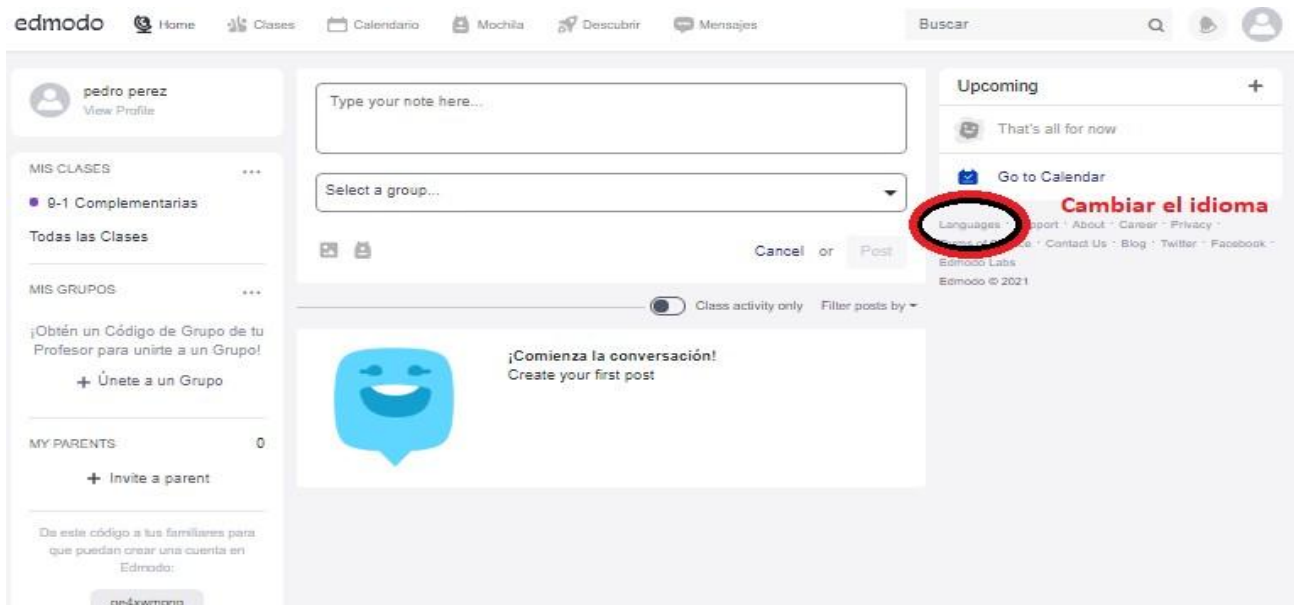 edmodo Home Clases Calendario Mochila Descubrir Mensajes Buscar
pedro perez
View Profile
MIS CLASES
9-1 Complementarias
Todas las Clases
MIS GRUPOS
¡Obtén un Código de Grupo de tu
Profesor para unirte a un Grupo!
+ Únete a un Grupo
MY PARENTS 0
+ Invite a parent
Da este código a tus familiares para
que puedan crear una cuenta en
Edmodo:
Type your note here...
Select a group...
Cancel or Post
Class activity only Filter posts by
¡Comienza la conversación!
Create your first post
Upcoming +
That's all for now
Go to Calendar
Cambiar el idioma
Languages · Support · About · Career · Privacy ·
Terms of Service · Contact Us · Blog · Twitter · Facebook ·
Edmodo Labs
Edmodo © 2021